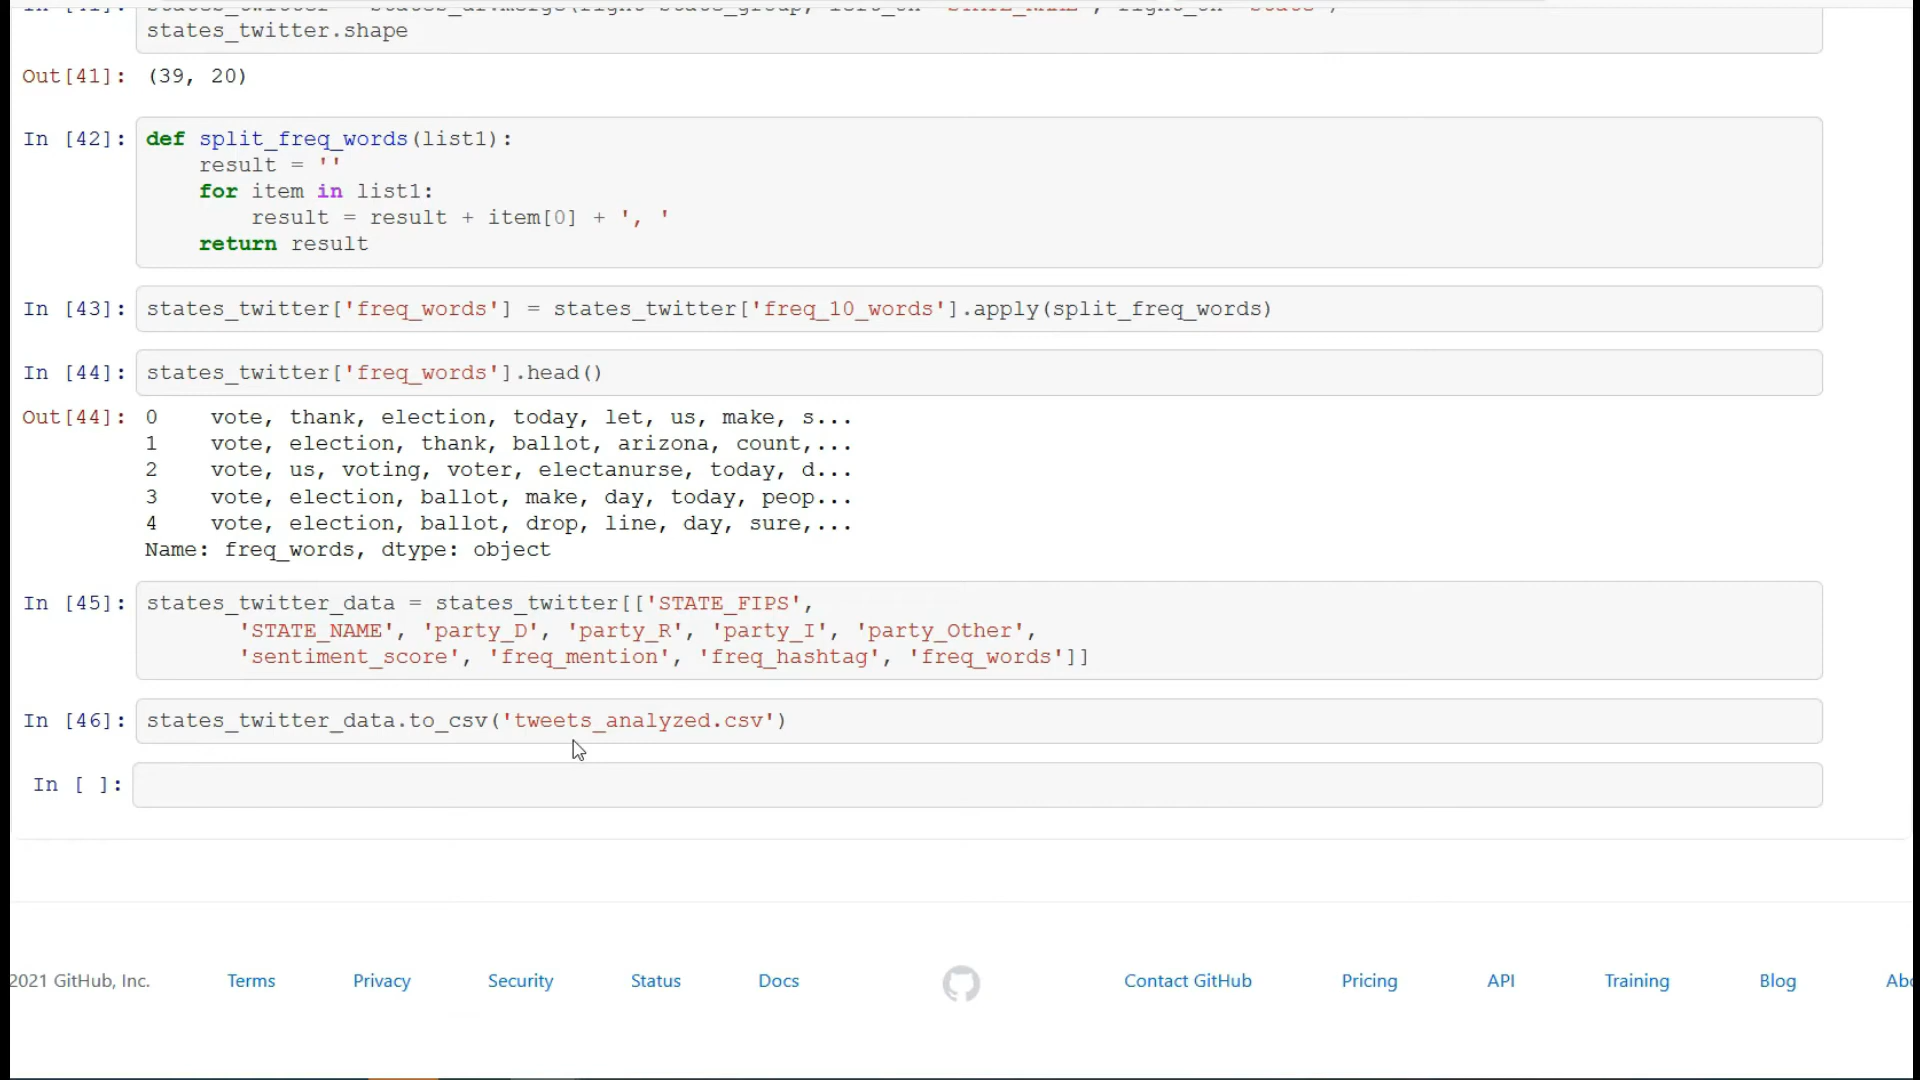 states_twitter.shape
Out[41]: (39, 20)
In [42]: def split_freq_words(list1):
result = ''
for item in list1:
result = result + item[0] + ', '
return result
In [43]: states_twitter['freq_words'] = states_twitter['freq_10_words'].apply(split_freq_words)
In [44]: states_twitter['freq_words'].head()
Out[44]: 0 vote, thank, election, today, let, us, make, s...
1 vote, election, thank, ballot, arizona, count,...
2 vote, us, voting, voter, electanurse, today, d...
3 vote, election, ballot, make, day, today, peop...
4 vote, election, ballot, drop, line, day, sure,...
Name: freq_words, dtype: object
In [45]: states_twitter_data = states_twitter[['STATE_FIPS',
'STATE_NAME', 'party_D', 'party_R', 'party_I', 'party_Other',
'sentiment_score', 'freq_mention', 'freq_hashtag', 'freq_words']]
In [46]: states_twitter_data.to_csv('tweets_analyzed.csv')
In [ ]:
2021 GitHub, Inc. Terms Privacy Security Status Docs Contact GitHub Pricing API Training Blog